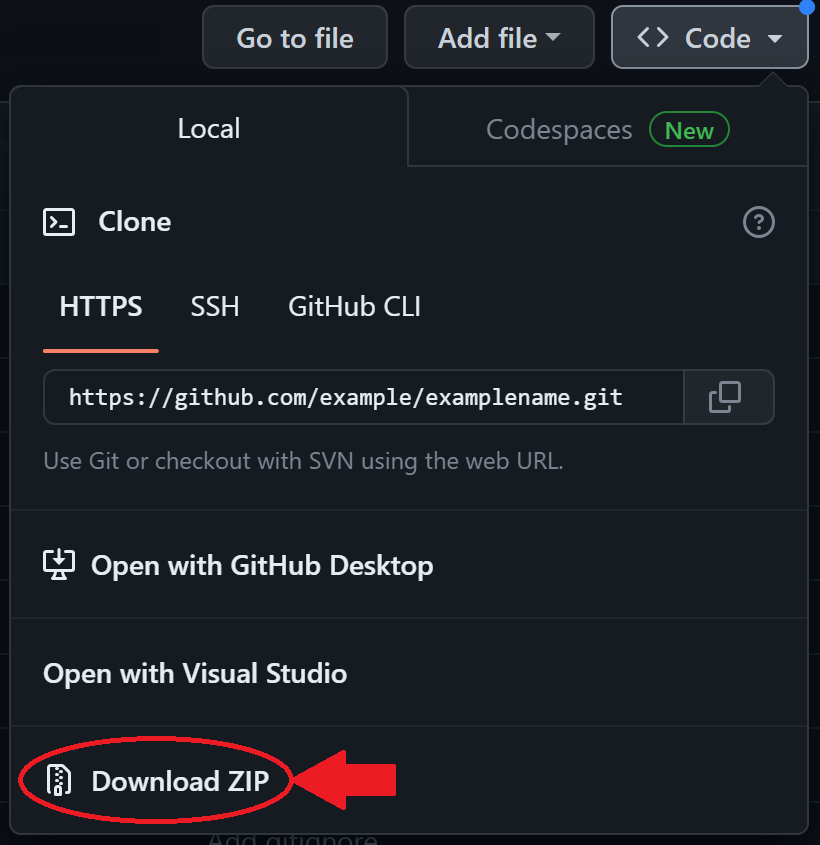 Go to file Add file Code
Local Codespaces New
Clone
HTTPS SSH GitHub CLI
https://github.com/example/examplename.git
Use Git or checkout with SVN using the web URL.
Open with GitHub Desktop
Open with Visual Studio
Download ZIP
Add gitignore